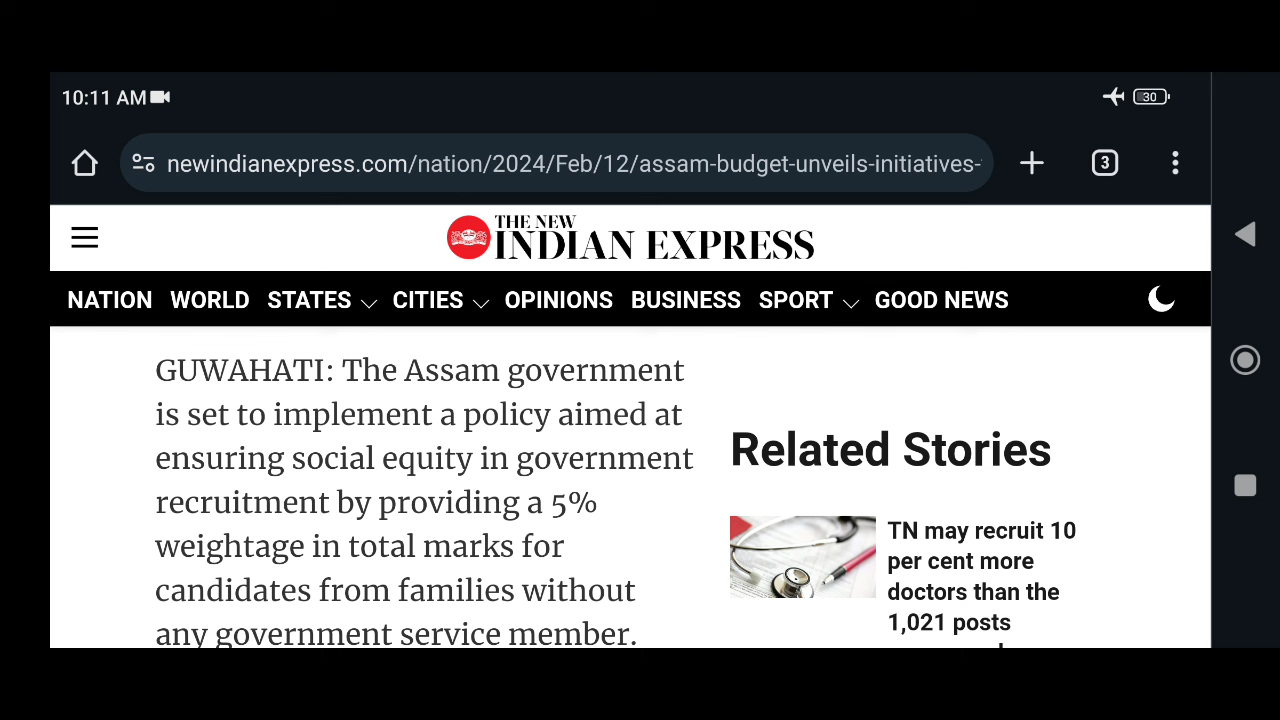 10:11 AM
30
newindianexpress.com/nation/2024/Feb/12/assam-budget-unveils-initiatives-
3
THE NEW
INDIAN EXPRESS
NATION WORLD STATES CITIES OPINIONS BUSINESS SPORT GOOD NEWS
GUWAHATI: The Assam government
is set to implement a policy aimed at
ensuring social equity in government
recruitment by providing a 5%
weightage in total marks for
candidates from families without
any government service member.
Related Stories
TN may recruit 10
per cent more
doctors than the
1,021 posts